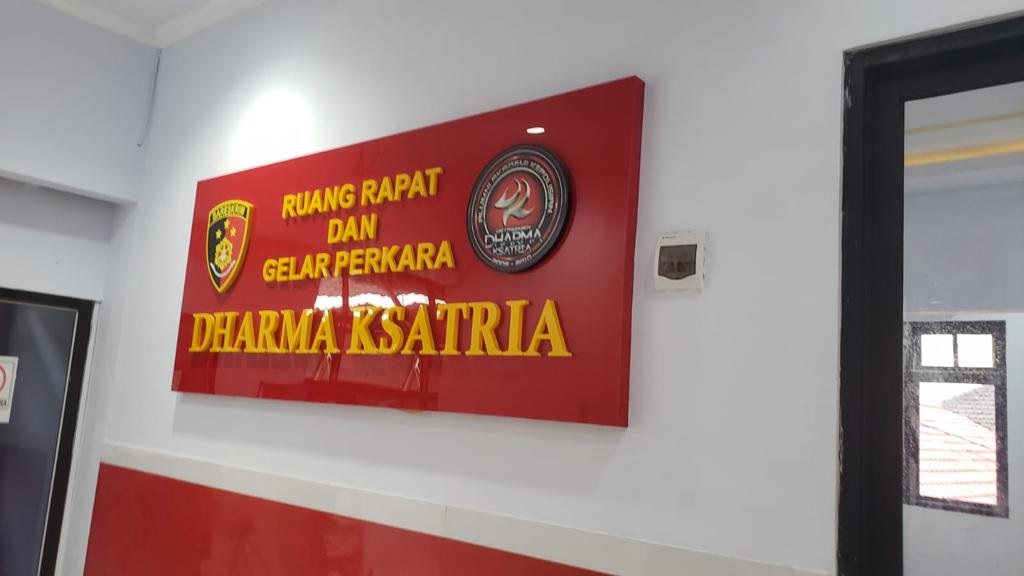 RUANG RAPAT
DAN
GELAR PERKARA
DHARMA KSATRIA
DHARMA
KSATRIA